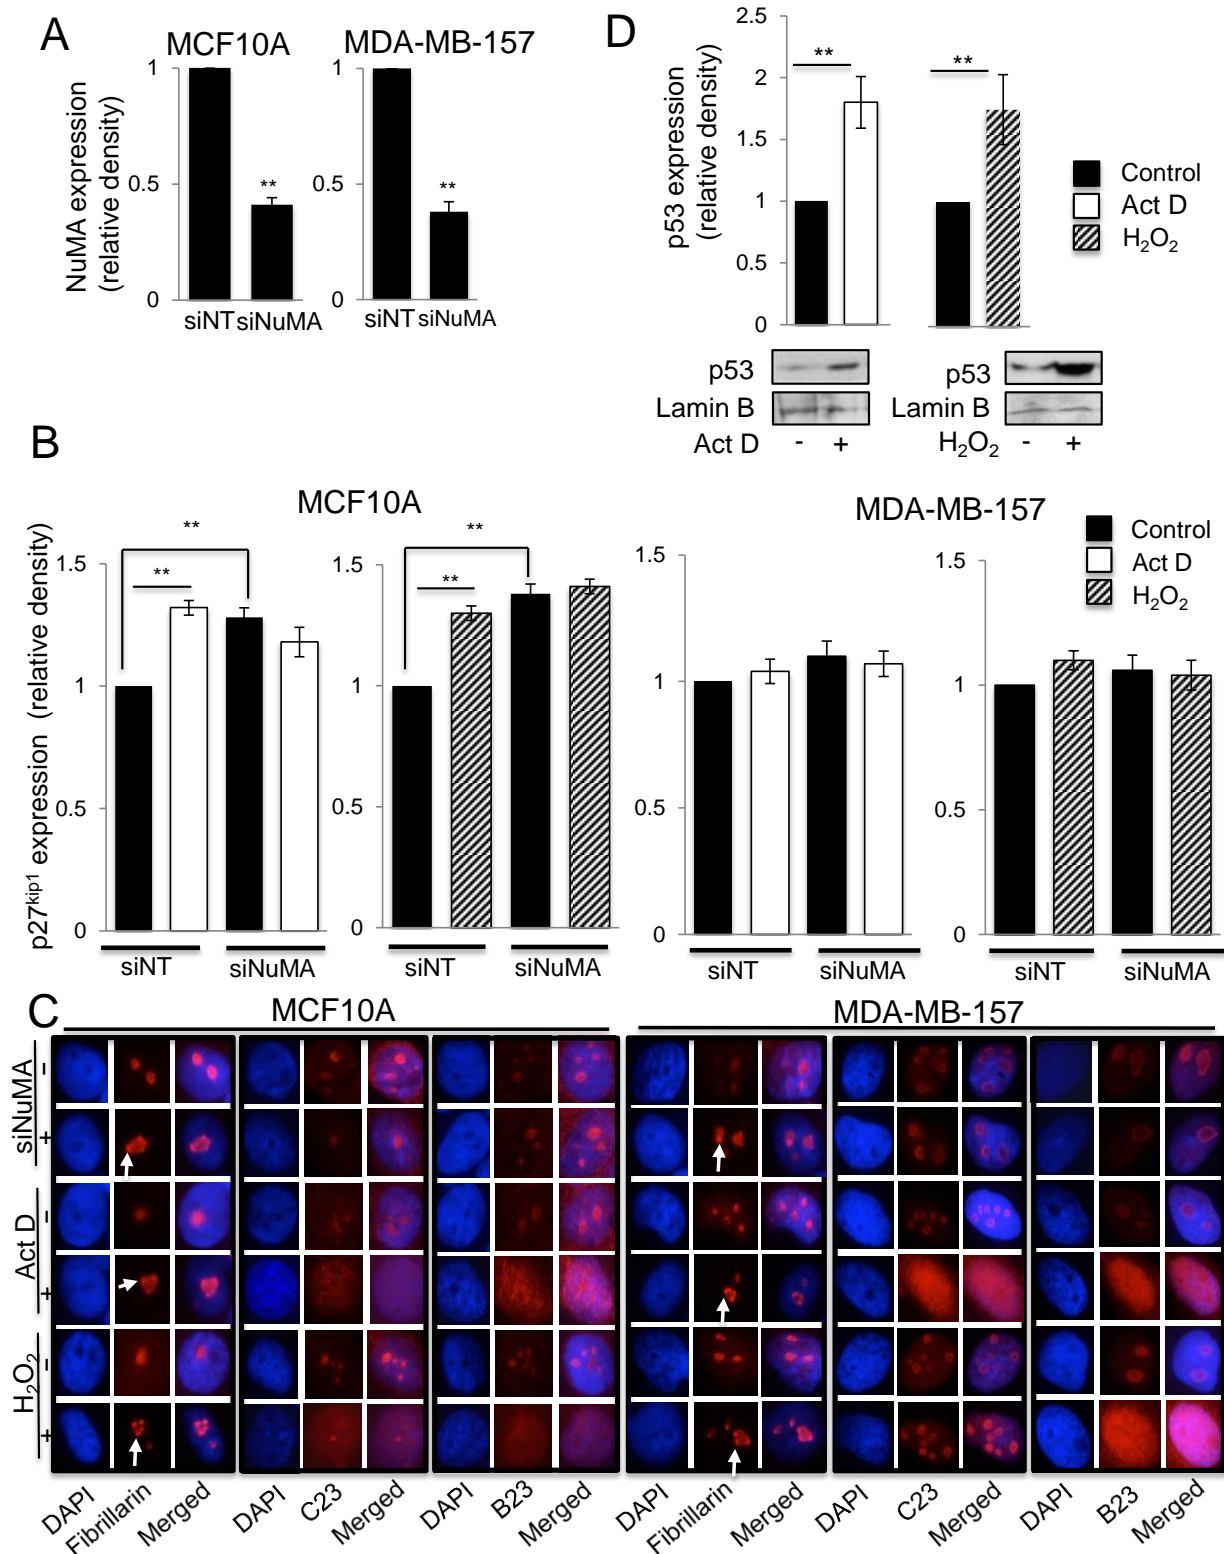 A
MCF10A
MDA-MB-157
NuMA expression
(relative density)
1
0.5
0
siNT
siNuMA
1
0.5
0
siNT
siNuMA
**
**
D
p53 expression
(relative density)
2.5
2
1.5
1
0.5
0
**
**
Control
Act D
H₂O₂
p53
Lamin B
Act D
-
+
p53
Lamin B
H₂O₂
-
+
B
MCF10A
MDA-MB-157
p27ᵏⁱᵖ¹ expression (relative density)
1.5
1
0.5
0
**
**
siNT
siNuMA
1.5
1
0.5
0
**
**
siNT
siNuMA
1.5
1
0.5
0
siNT
siNuMA
1.5
1
0.5
0
siNT
siNuMA
Control
Act D
H₂O₂
C
MCF10A
MDA-MB-157
siNuMA
-
+
Act D
-
+
H₂O₂
-
+
DAPI
Fibrillarin
Merged
DAPI
C23
Merged
DAPI
B23
Merged
DAPI
Fibrillarin
Merged
DAPI
C23
Merged
DAPI
B23
Merged